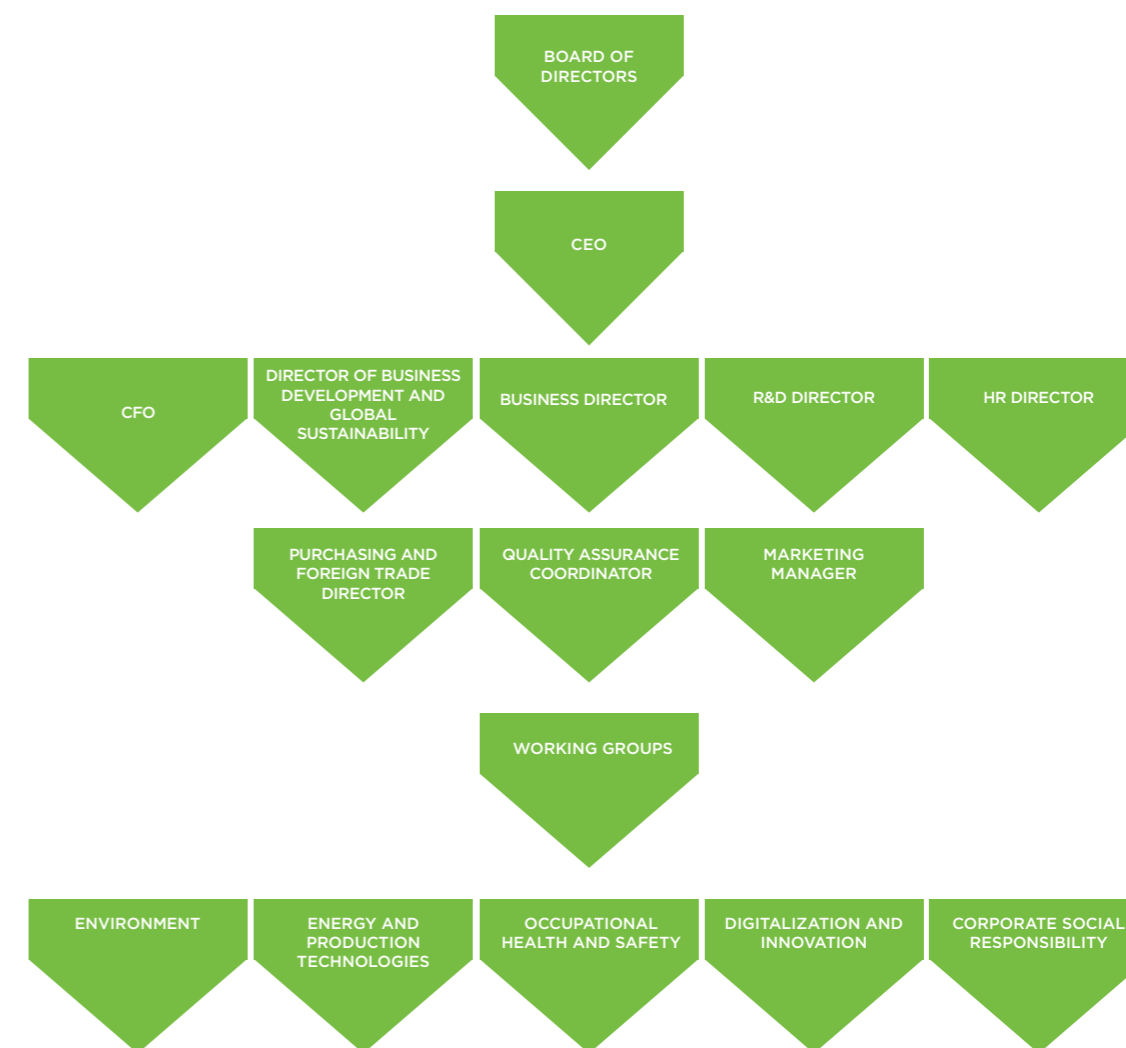 BOARD OF
DIRECTORS
CEO
CFO
DIRECTOR OF BUSINESS
DEVELOPMENT AND
GLOBAL
SUSTAINABILITY
BUSINESS DIRECTOR
R&D DIRECTOR
HR DIRECTOR
PURCHASING AND
FOREIGN TRADE
DIRECTOR
QUALITY ASSURANCE
COORDINATOR
MARKETING
MANAGER
WORKING GROUPS
ENVIRONMENT
ENERGY AND
PRODUCTION
TECHNOLOGIES
OCCUPATIONAL
HEALTH AND SAFETY
DIGITALIZATION AND
INNOVATION
CORPORATE SOCIAL
RESPONSIBILITY